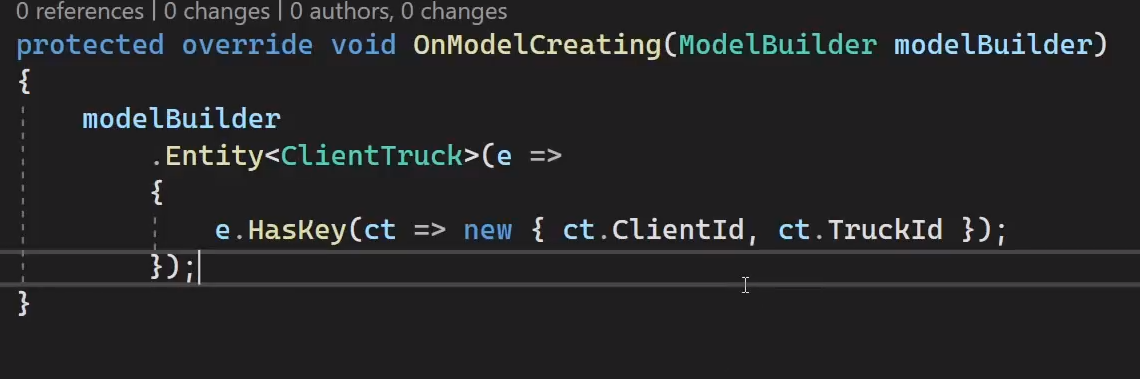 0 references | 0 changes | 0 authors, 0 changes
protected override void OnModelCreating(ModelBuilder modelBuilder)
{
modelBuilder
.Entity<ClientTruck>(e =>
{
e.HasKey(ct => new { ct.ClientId, ct.TruckId });
});
}